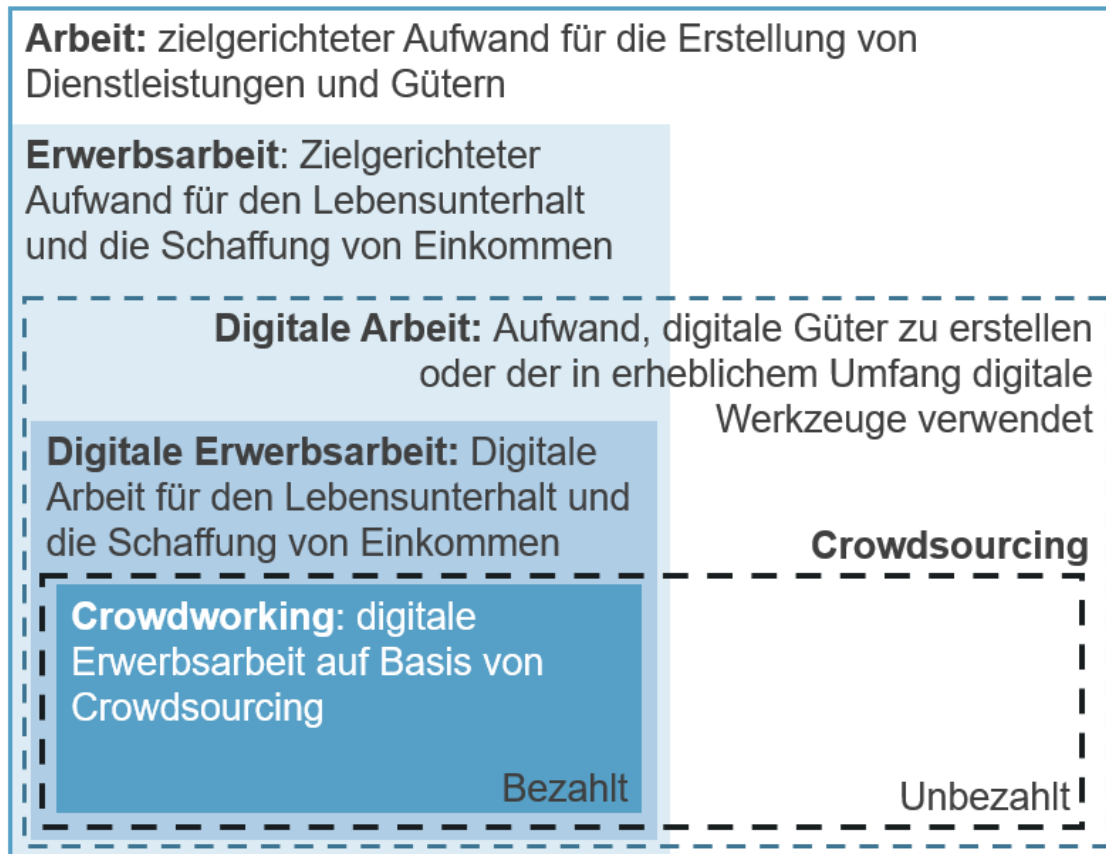 Arbeit: zielgerichteter Aufwand für die Erstellung von
Dienstleistungen und Gütern
Erwerbsarbeit: Zielgerichteter
Aufwand für den Lebensunterhalt
und die Schaffung von Einkommen
Digitale Arbeit: Aufwand, digitale Güter zu erstellen
oder der in erheblichem Umfang digitale
Werkzeuge verwendet
Digitale Erwerbsarbeit: Digitale
Arbeit für den Lebensunterhalt und
die Schaffung von Einkommen
Crowdsourcing
Crowdworking: digitale
Erwerbsarbeit auf Basis von
Crowdsourcing
Bezahlt
Unbezahlt